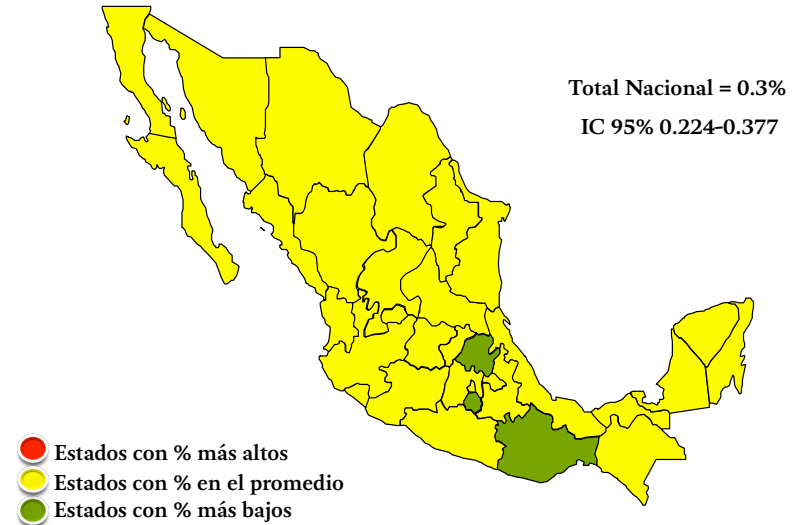 Total Nacional = 0.3%
IC 95% 0.224-0.377
Estados con % más altos
Estados con % en el promedio
Estados con % más bajos